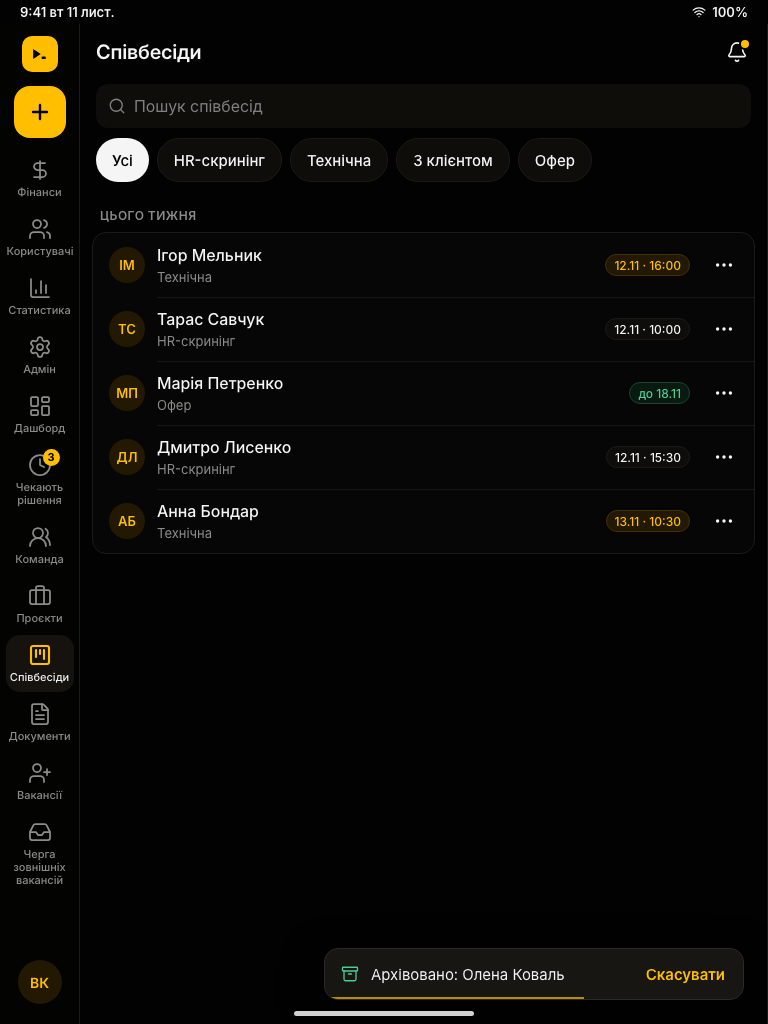 9:41 вт 11 лист.
100%
Співбесіди
Пошук співбесід
Усі
HR-скринінг
Технічна
З клієнтом
Офер
Фінанси
Користувачі
Статистика
Адмін
Дашборд
3
Чекають
рішення
Команда
Проєкти
Співбесіди
Документи
Вакансії
Черга
зовнішніх
вакансій
ВК
ЦЬОГО ТИЖНЯ
ІМ
Ігор Мельник
Технічна
12.11 · 16:00
ТС
Тарас Савчук
HR-скринінг
12.11 · 10:00
МП
Марія Петренко
Офер
до 18.11
ДЛ
Дмитро Лисенко
HR-скринінг
12.11 · 15:30
АБ
Анна Бондар
Технічна
13.11 · 10:30
Архівовано: Олена Коваль
Скасувати